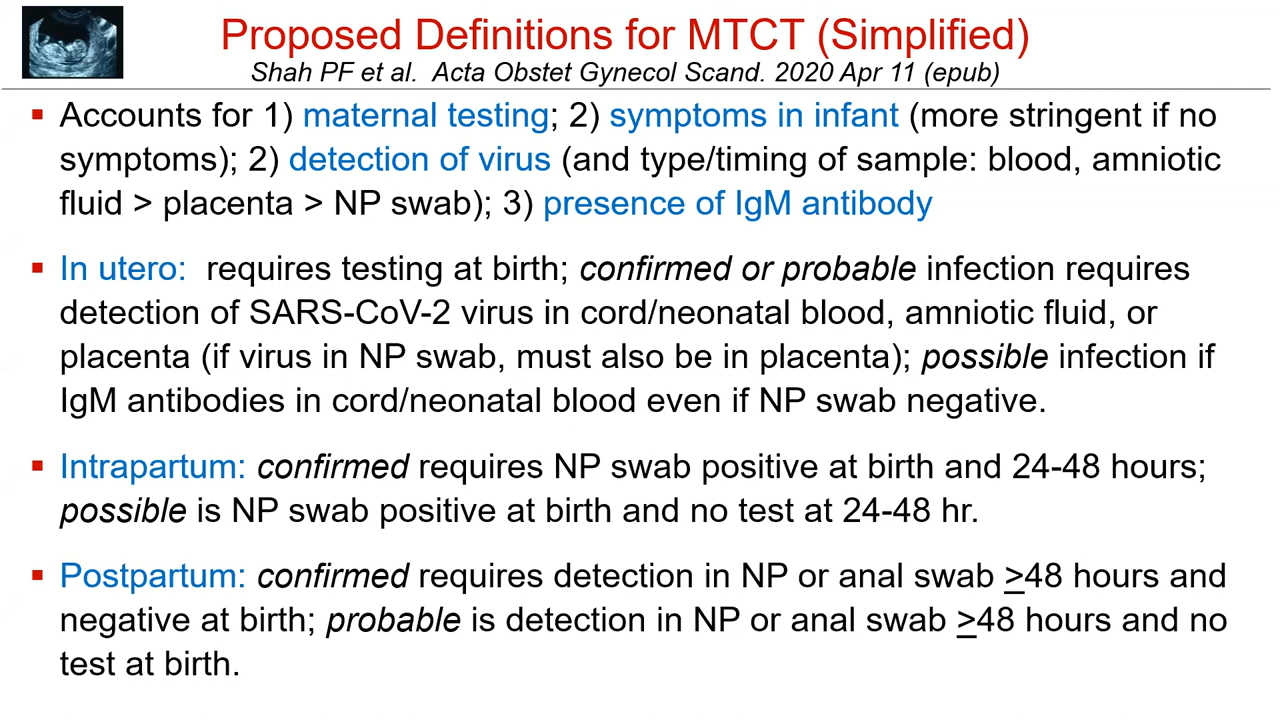 Proposed Definitions for MTCT (Simplified)
Shah PF et al. Acta Obstet Gynecol Scand. 2020 Apr 11 (epub)
▪ Accounts for 1) maternal testing; 2) symptoms in infant (more stringent if no
symptoms); 2) detection of virus (and type/timing of sample: blood, amniotic
fluid > placenta > NP swab); 3) presence of IgM antibody
▪ In utero: requires testing at birth; confirmed or probable infection requires
detection of SARS-CoV-2 virus in cord/neonatal blood, amniotic fluid, or
placenta (if virus in NP swab, must also be in placenta); possible infection if
IgM antibodies in cord/neonatal blood even if NP swab negative.
▪ Intrapartum: confirmed requires NP swab positive at birth and 24-48 hours;
possible is NP swab positive at birth and no test at 24-48 hr.
▪ Postpartum: confirmed requires detection in NP or anal swab >48 hours and
negative at birth; probable is detection in NP or anal swab >48 hours and no
test at birth.